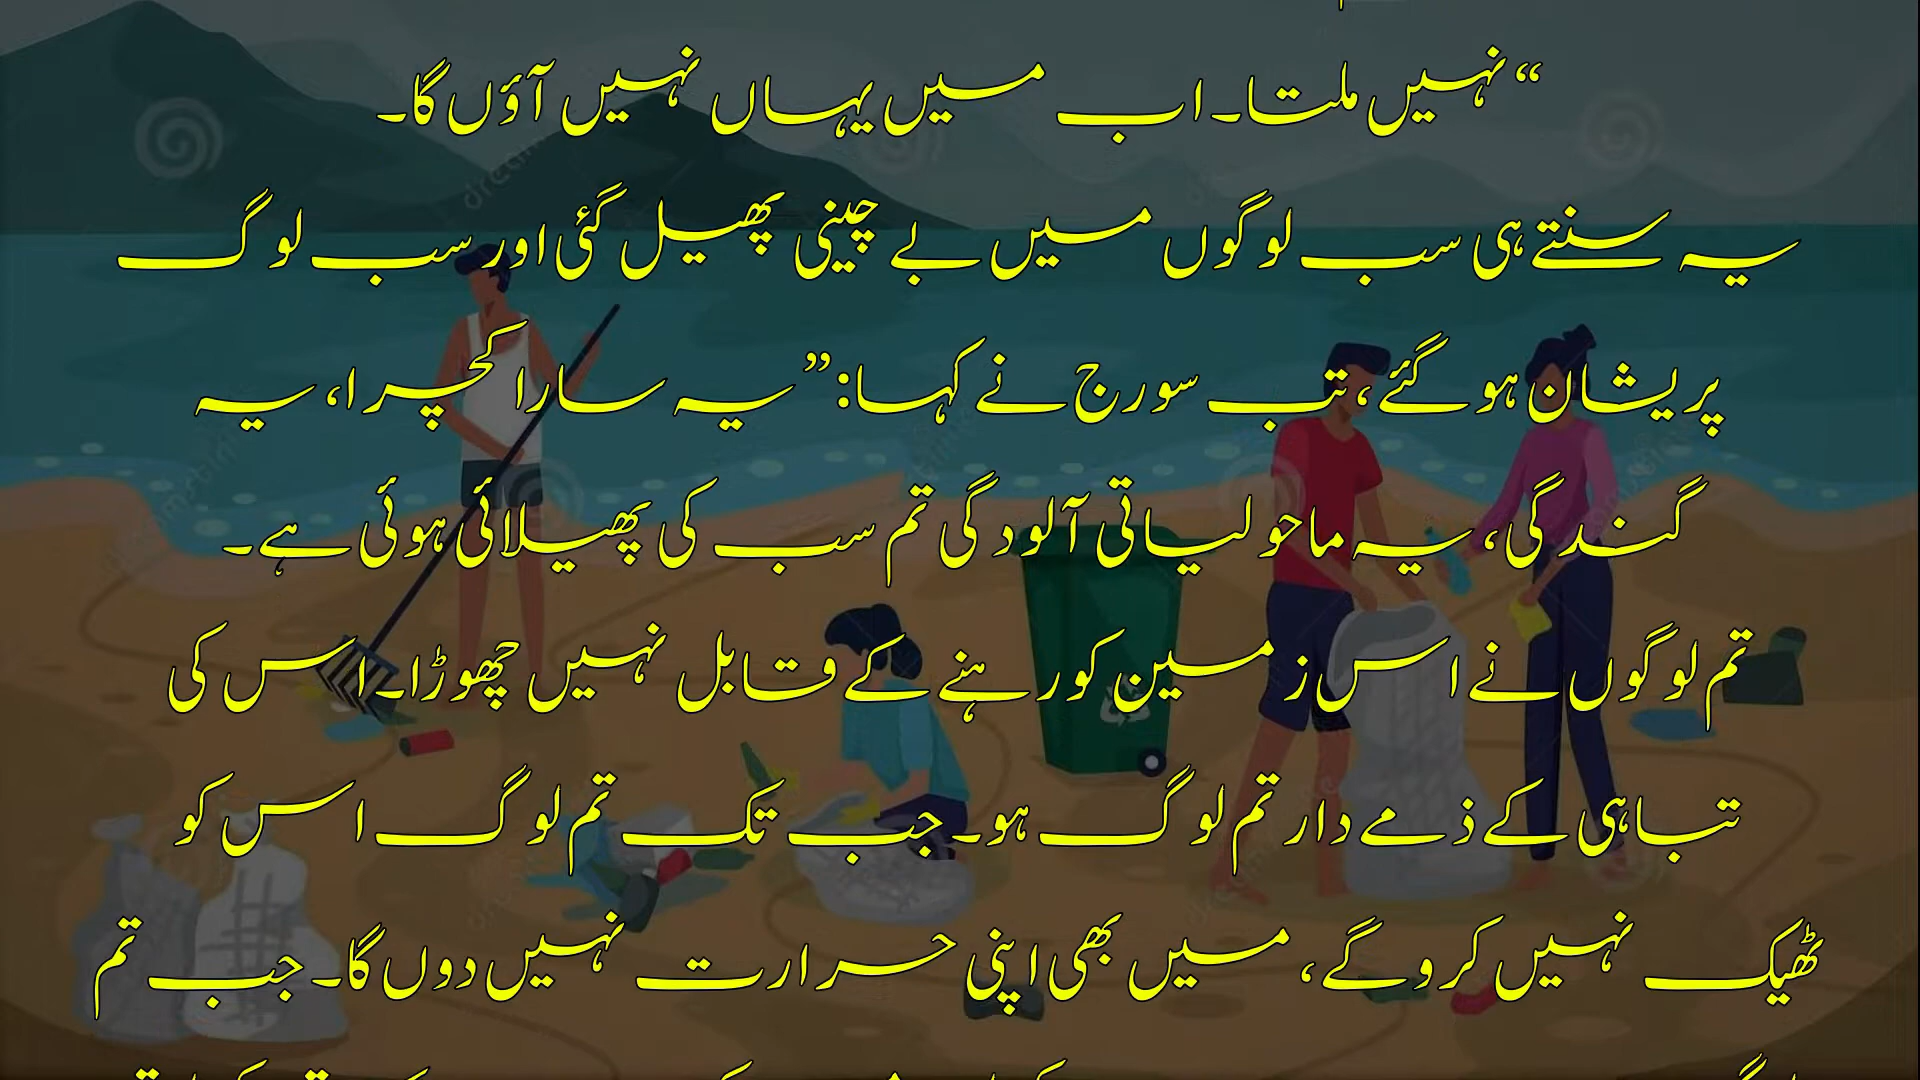 نہیں ملتا۔ اب میں یہاں نہیں آؤں گا۔“
یہ سنتے ہی سب لوگوں میں بے چینی پھیل گئی اور سب لوگ
پریشان ہو گئے، تب سورج نے کہا: ”یہ سارا کچرا، یہ
گندگی، یہ ماحولیاتی آلودگی تم سب کی پھیلائی ہوئی ہے۔
تم لوگوں نے اس زمین کو رہنے کے قابل نہیں چھوڑا۔ اس کی
تباہی کے ذمے دار تم لوگ ہو۔ جب تک تم لوگ اس کو
ٹھیک نہیں کرو گے، میں بھی اپنی حرارت نہیں دوں گا۔ جب تم